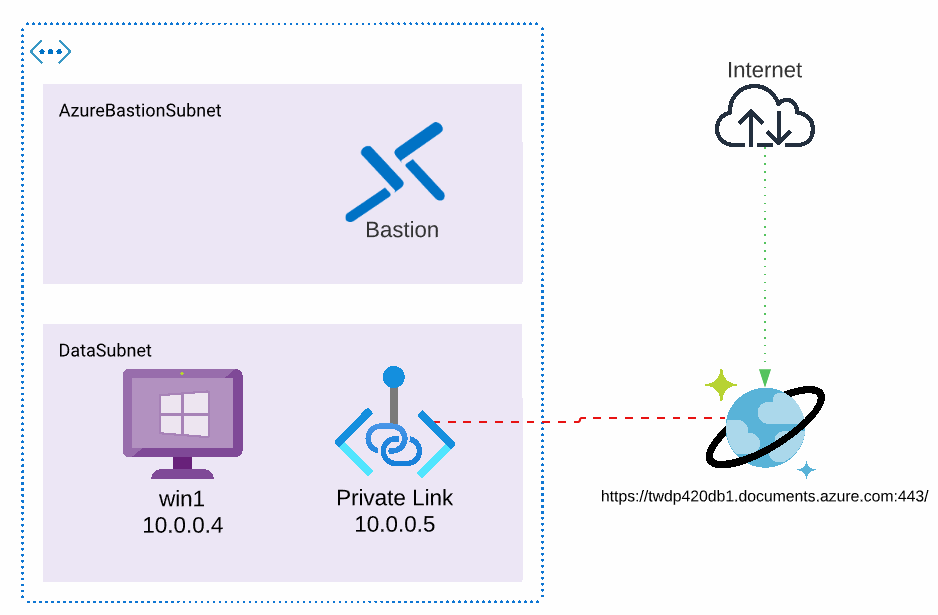 Internet
AzureBastionSubnet
Bastion
DataSubnet
win1
10.0.0.4
Private Link
10.0.0.5
https://twdp420db1.documents.azure.com:443/